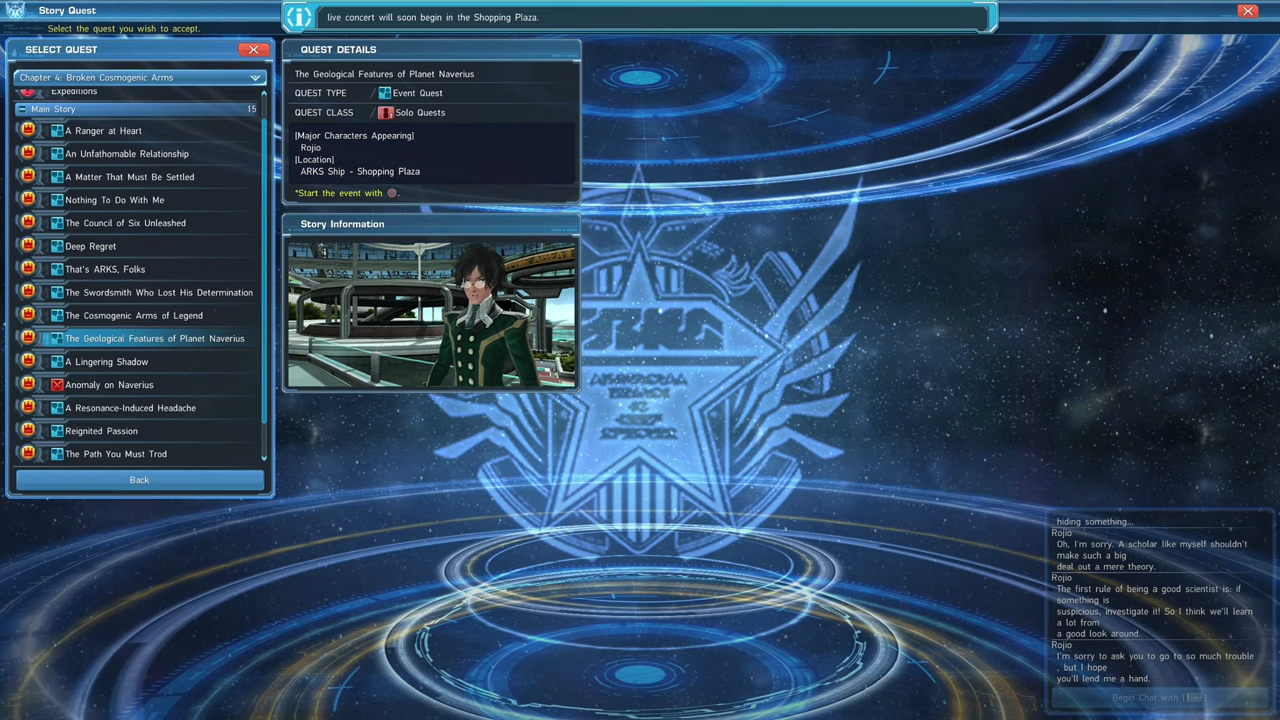 Story Quest
Select the quest you wish to accept.
live concert will soon begin in the Shopping Plaza.
SELECT QUEST
Chapter 4: Broken Cosmogenic Arms
Expeditions
Main Story 15
A Ranger at Heart
An Unfathomable Relationship
A Matter That Must Be Settled
Nothing To Do With Me
The Council of Six Unleashed
Deep Regret
That's ARKS, Folks
The Swordsmith Who Lost His Determination
The Cosmogenic Arms of Legend
The Geological Features of Planet Naverius
A Lingering Shadow
Anomaly on Naverius
A Resonance-Induced Headache
Reignited Passion
The Path You Must Trod
Back
QUEST DETAILS
The Geological Features of Planet Naverius
QUEST TYPE / Event Quest
QUEST CLASS / Solo Quests
[Major Characters Appearing]
Rojio
[Location]
ARKS Ship - Shopping Plaza
*Start the event with .
Story Information
ARKS
hiding something...
Rojio
Oh, I'm sorry. A scholar like myself shouldn't
make such a big
deal out a mere theory.
Rojio
The first rule of being a good scientist is: if
something is
suspicious, investigate it! So I think we'll learn
a lot from
a good look around.
Rojio
I'm sorry to ask you to go to so much trouble
, but I hope
you'll lend me a hand.
Begin Chat with [ ]